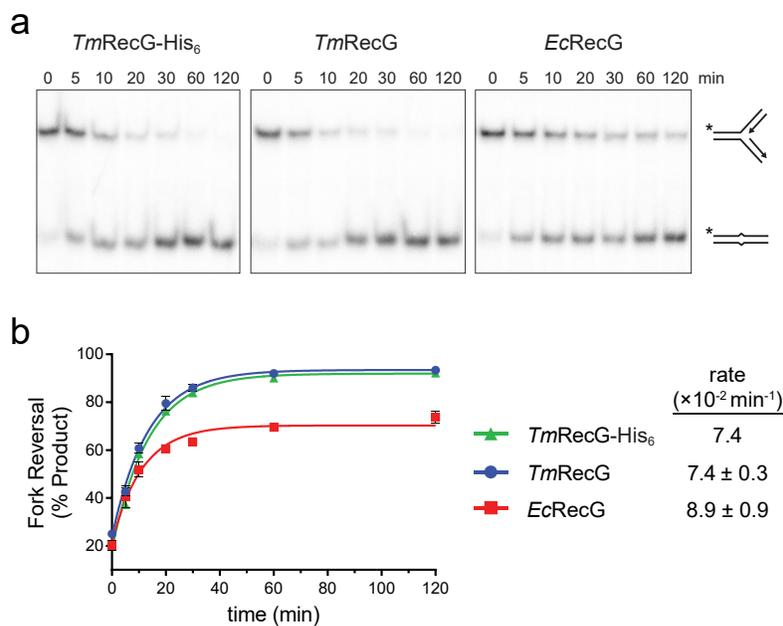 a
TmRecG-His6 TmRecG EcRecG
0 5 10 20 30 60 120 0 5 10 20 30 60 120 0 5 10 20 30 60 120 min
*
*
b
Fork Reversal
(% Product)
100
80
60
40
20
0 20 40 60 80 100 120
time (min)
rate
(×10-2 min-1)
TmRecG-His6 7.4
TmRecG 7.4 ± 0.3
EcRecG 8.9 ± 0.9